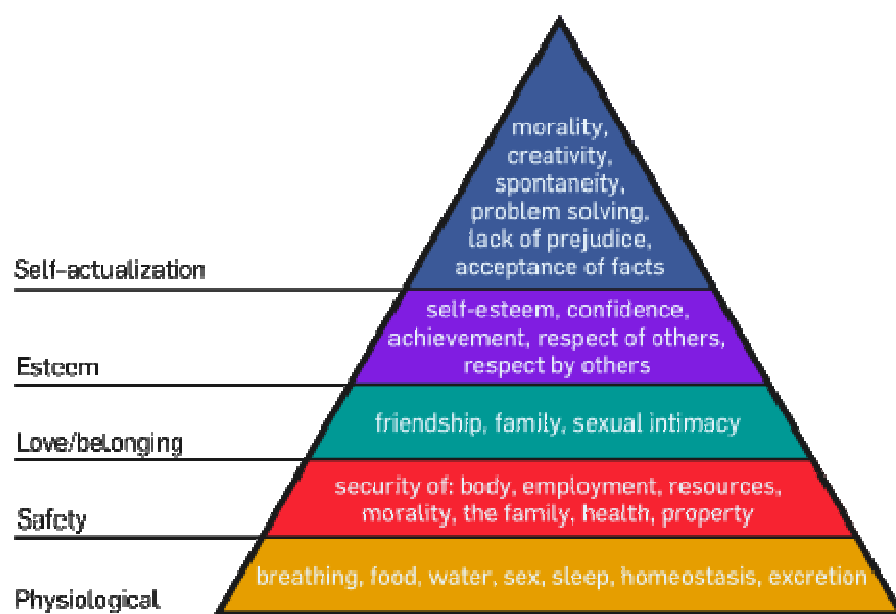 morality,
creativity,
spontaneity,
problem solving,
lack of prejudice,
acceptance of facts
Self-actualization
self-esteem, confidence,
achievement, respect of others,
respect by others
Esteem
friendship, family, sexual intimacy
Love/belonging
security of: body, employment, resources,
morality, the family, health, property
Safety
breathing, food, water, sex, sleep, homeostasis, excretion
Physiological